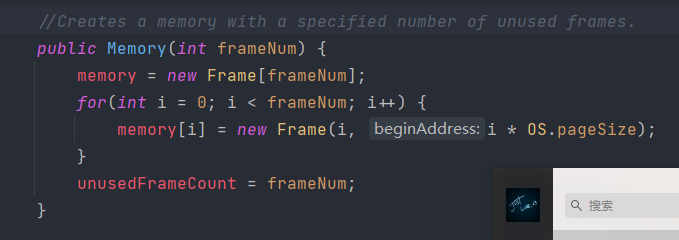 //Creates a memory with a specified number of unused frames.
public Memory(int frameNum) {
memory = new Frame[frameNum];
for(int i = 0; i < frameNum; i++) {
memory[i] = new Frame(i, beginAddress: i * OS.pageSize);
}
unusedFrameCount = frameNum;
}
搜索